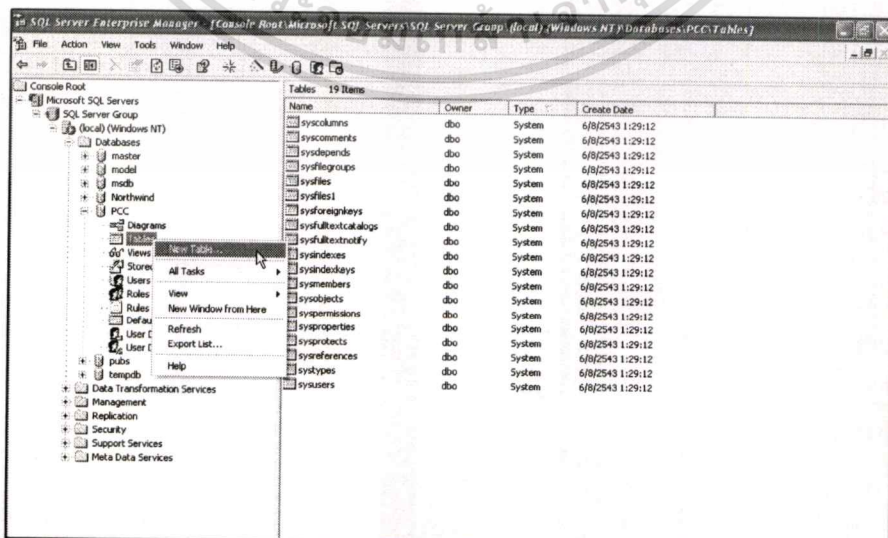 SQL Server Enterprise Manager - [Console Root\Microsoft SQL Servers\SQL Server Group\(local) (Windows NT)\Databases\PCC\Tables]
File Action View Tools Window Help
Console Root
Microsoft SQL Servers
SQL Server Group
(local) (Windows NT)
Databases
master
model
msdb
Northwind
PCC
Diagrams
Tables
Views
Stored
Users
Roles
Rules
Defau
User D
User D
pubs
tempdb
Data Transformation Services
Management
Replication
Security
Support Services
Meta Data Services
New Table...
All Tasks
View
New Window from Here
Refresh
Export List...
Help
Tables 19 Items
Name Owner Type Create Date
syscolumns dbo System 6/8/2543 1:29:12
syscomments dbo System 6/8/2543 1:29:12
sysdepends dbo System 6/8/2543 1:29:12
sysfilegroups dbo System 6/8/2543 1:29:12
sysfiles dbo System 6/8/2543 1:29:12
sysfiles1 dbo System 6/8/2543 1:29:12
sysforeignkeys dbo System 6/8/2543 1:29:12
sysfulltextcatalogs dbo System 6/8/2543 1:29:12
sysfulltextnotify dbo System 6/8/2543 1:29:12
sysindexes dbo System 6/8/2543 1:29:12
sysindexkeys dbo System 6/8/2543 1:29:12
sysmembers dbo System 6/8/2543 1:29:12
sysobjects dbo System 6/8/2543 1:29:12
syspermissions dbo System 6/8/2543 1:29:12
sysproperties dbo System 6/8/2543 1:29:12
sysprotects dbo System 6/8/2543 1:29:12
sysreferences dbo System 6/8/2543 1:29:12
systypes dbo System 6/8/2543 1:29:12
sysusers dbo System 6/8/2543 1:29:12